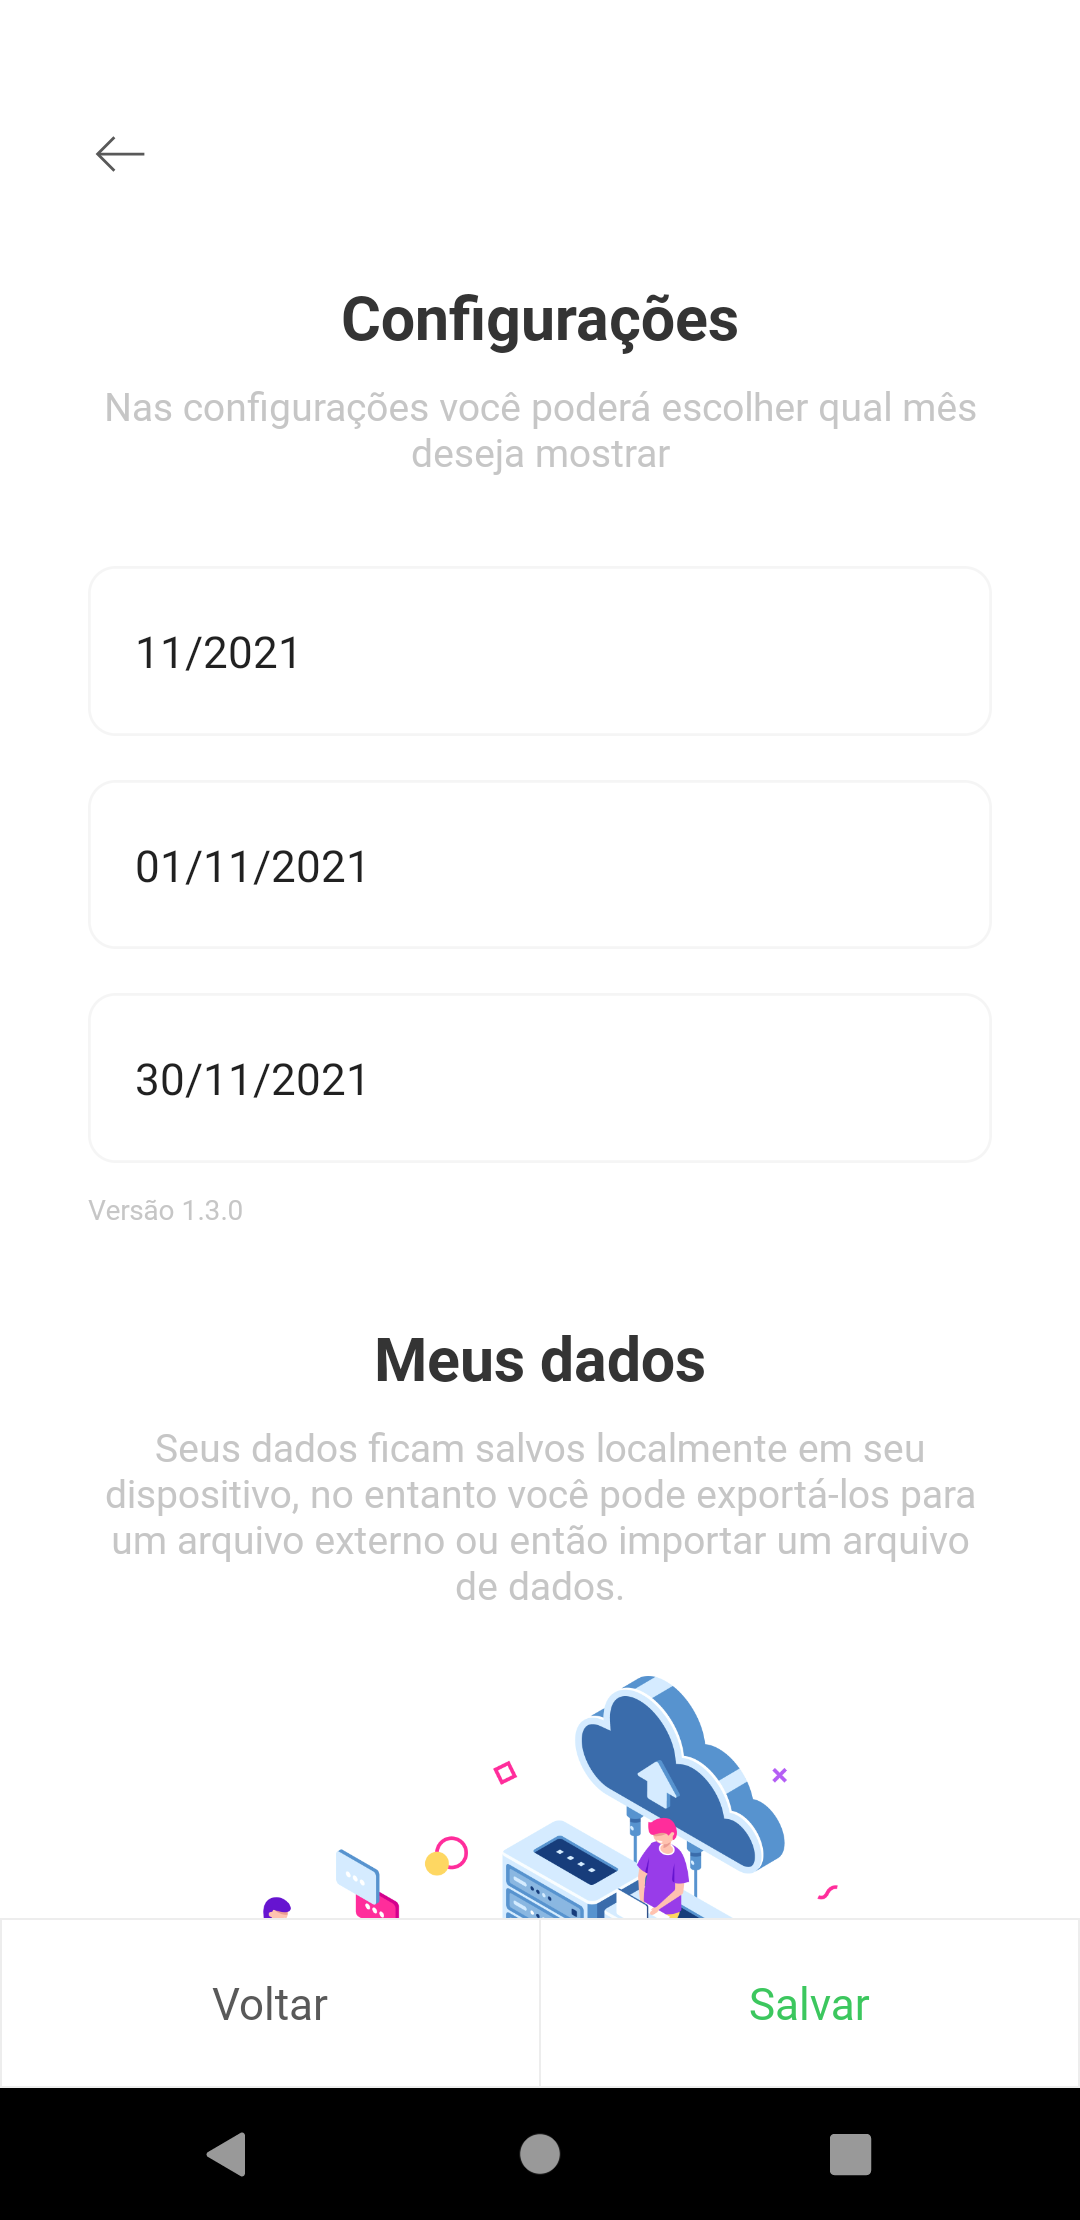 Configurações
Nas configurações você poderá escolher qual mês
deseja mostrar
11/2021
01/11/2021
30/11/2021
Versão 1.3.0
Meus dados
Seus dados ficam salvos localmente em seu
dispositivo, no entanto você pode exportá-los para
um arquivo externo ou então importar um arquivo
de dados.
Voltar
Salvar